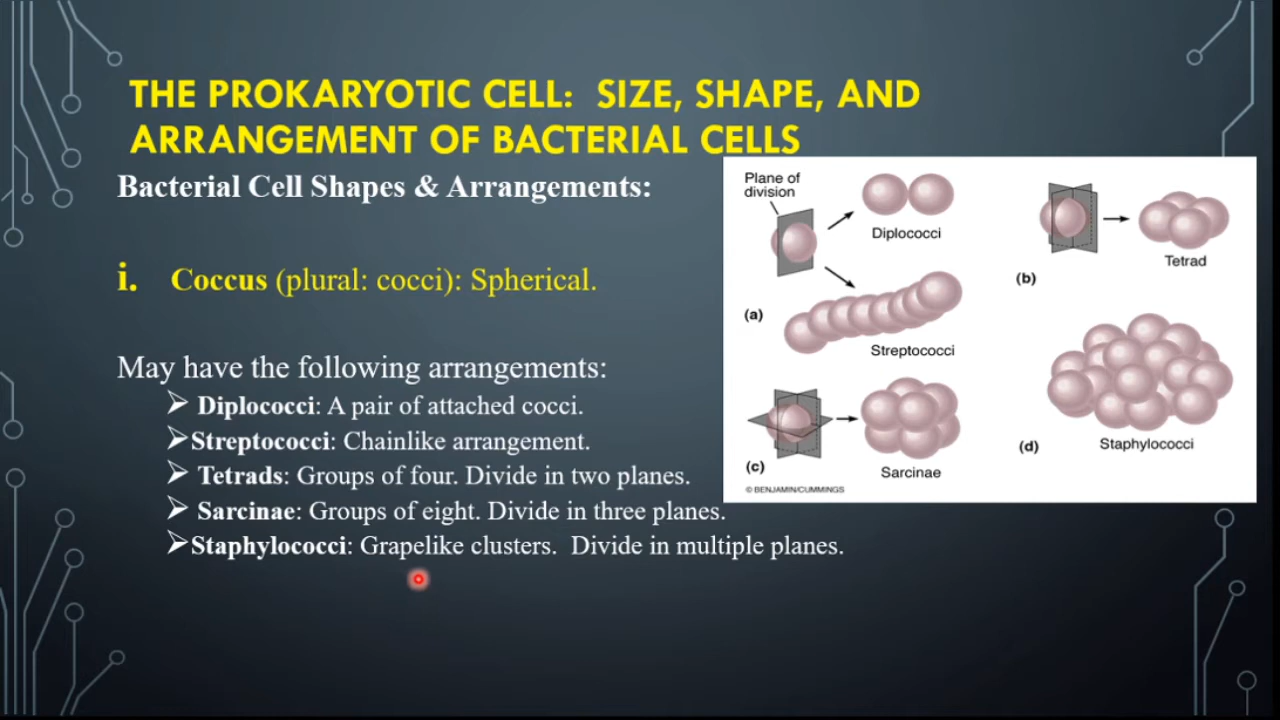 THE PROKARYOTIC CELL: SIZE, SHAPE, AND
ARRANGEMENT OF BACTERIAL CELLS
Bacterial Cell Shapes & Arrangements:
i. Coccus (plural: cocci): Spherical.
May have the following arrangements:
Diplococci: A pair of attached cocci.
Streptococci: Chainlike arrangement.
Tetrads: Groups of four. Divide in two planes.
Sarcinae: Groups of eight. Divide in three planes.
Staphylococci: Grapelike clusters. Divide in multiple planes.
Plane of
division
Diplococci
(a)
Streptococci
Tetrad
(b)
(c)
Sarcinae
(d)
Staphylococci
© BENJAMIN/CUMMINGS